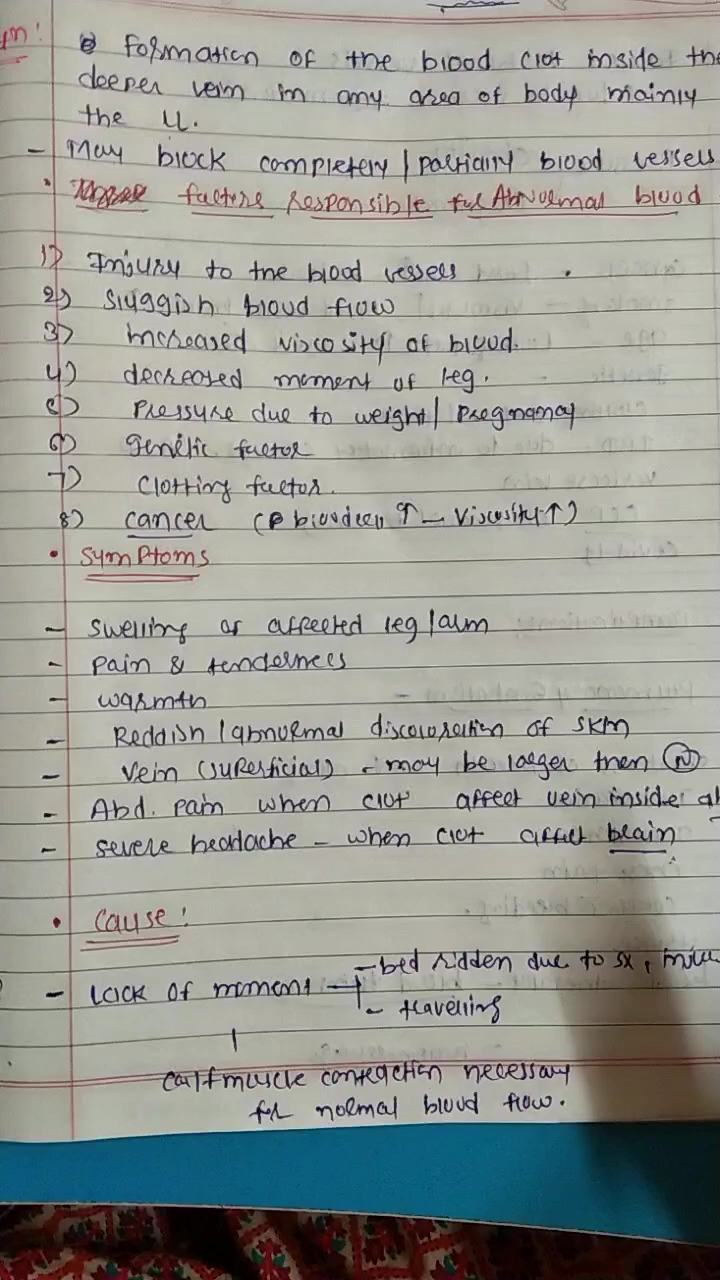 m:
Formation of the blood clot inside the
deeper vein in any area of body mainly
the LL.
- May block completely / partially blood vessels
• factors responsible for Abnormal blood
1) Injury to the blood vessels
2) Sluggish blood flow
3) increased viscosity of blood.
4) decreased moment of leg.
5) Pressure due to weight / pregnancy
6) Genetic factor
7) Clotting factor.
8) cancer ( blood cell ↑ - Viscosity ↑)
• Symptoms
- Swelling of affected leg / arm
- Pain & tenderness
- warmth
- Reddish / abnormal discoloration of skin
- Vein (superficial) - may be larger then (N)
- Abd. pain when clot affect vein inside
- severe headache - when clot affect brain
• Cause:
- Lack of moment - bed ridden due to sx,
- travelling
calf muscle contraction necessary
for normal blood flow.